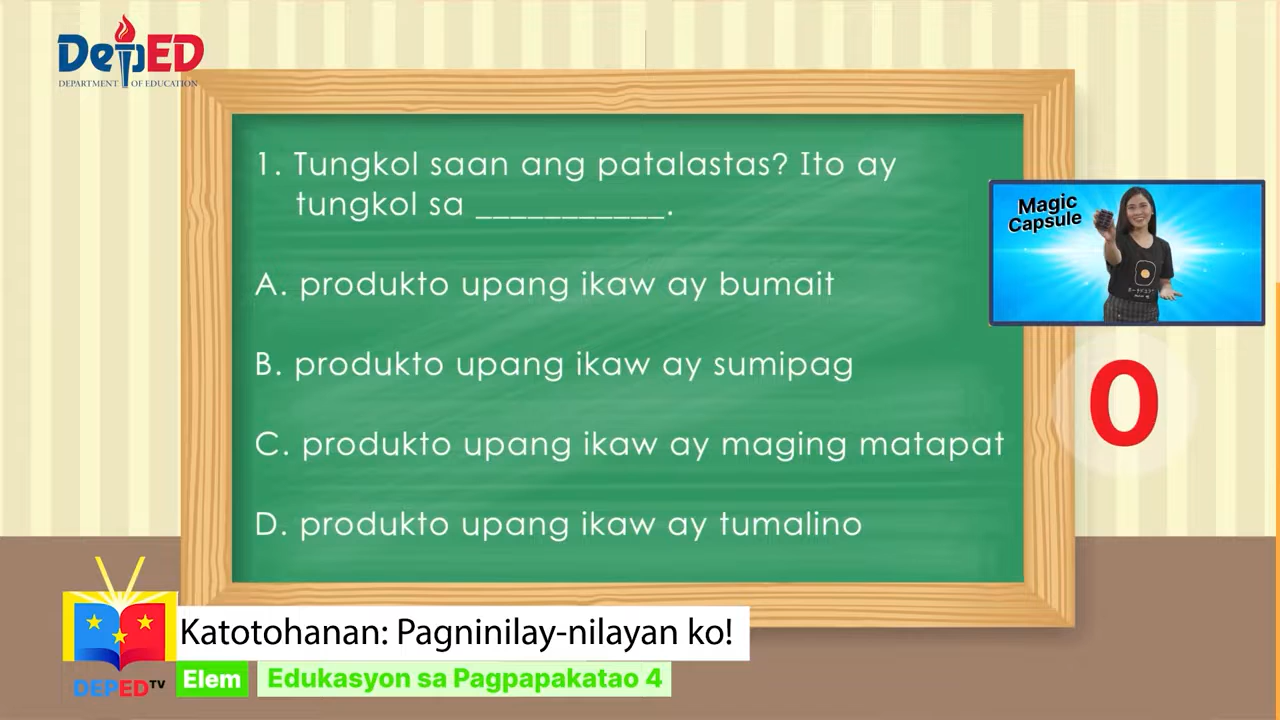 DepED
DEPARTMENT OF EDUCATION
1. Tungkol saan ang patalastas? Ito ay
tungkol sa ___________.
A. produkto upang ikaw ay bumait
B. produkto upang ikaw ay sumipag
C. produkto upang ikaw ay maging matapat
D. produkto upang ikaw ay tumalino
Magic
Capsule
0
Katotohanan: Pagninilay-nilayan ko!
DEPED TV
Elem
Edukasyon sa Pagpapakatao 4